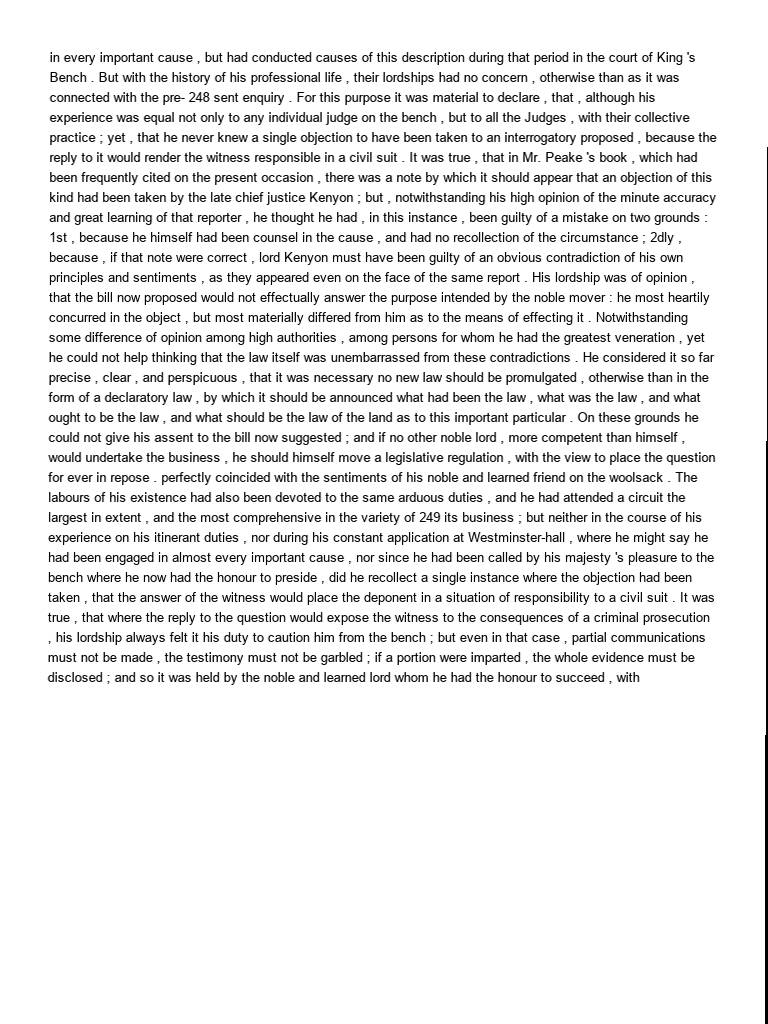 in every important cause , but had conducted causes of this description during that period in the court of King 's
Bench . But with the history of his professional life , their lordships had no concern , otherwise than as it was
connected with the pre- 248 sent enquiry . For this purpose it was material to declare , that , although his
experience was equal not only to any individual judge on the bench , but to all the Judges , with their collective
practice ; yet , that he never knew a single objection to have been taken to an interrogatory proposed , because the
reply to it would render the witness responsible in a civil suit . It was true , that in Mr. Peake 's book , which had
been frequently cited on the present occasion , there was a note by which it should appear that an objection of this
kind had been taken by the late chief justice Kenyon ; but , notwithstanding his high opinion of the minute accuracy
and great learning of that reporter , he thought he had , in this instance , been guilty of a mistake on two grounds :
1st , because he himself had been counsel in the cause , and had no recollection of the circumstance ; 2dly ,
because , if that note were correct , lord Kenyon must have been guilty of an obvious contradiction of his own
principles and sentiments , as they appeared even on the face of the same report . His lordship was of opinion ,
that the bill now proposed would not effectually answer the purpose intended by the noble mover : he most heartily
concurred in the object , but most materially differed from him as to the means of effecting it . Notwithstanding
some difference of opinion among high authorities , among persons for whom he had the greatest veneration , yet
he could not help thinking that the law itself was unembarrassed from these contradictions . He considered it so far
precise , clear , and perspicuous , that it was necessary no new law should be promulgated , otherwise than in the
form of a declaratory law , by which it should be announced what had been the law , what was the law , and what
ought to be the law , and what should be the law of the land as to this important particular . On these grounds he
could not give his assent to the bill now suggested ; and if no other noble lord , more competent than himself ,
would undertake the business , he should himself move a legislative regulation , with the view to place the question
for ever in repose . perfectly coincided with the sentiments of his noble and learned friend on the woolsack . The
labours of his existence had also been devoted to the same arduous duties , and he had attended a circuit the
largest in extent , and the most comprehensive in the variety of 249 its business ; but neither in the course of his
experience on his itinerant duties , nor during his constant application at Westminster-hall , where he might say he
had been engaged in almost every important cause , nor since he had been called by his majesty 's pleasure to the
bench where he now had the honour to preside , did he recollect a single instance where the objection had been
taken , that the answer of the witness would place the deponent in a situation of responsibility to a civil suit . It was
true , that where the reply to the question would expose the witness to the consequences of a criminal prosecution
, his lordship always felt it his duty to caution him from the bench ; but even in that case , partial communications
must not be made , the testimony must not be garbled ; if a portion were imparted , the whole evidence must be
disclosed ; and so it was held by the noble and learned lord whom he had the honour to succeed , with